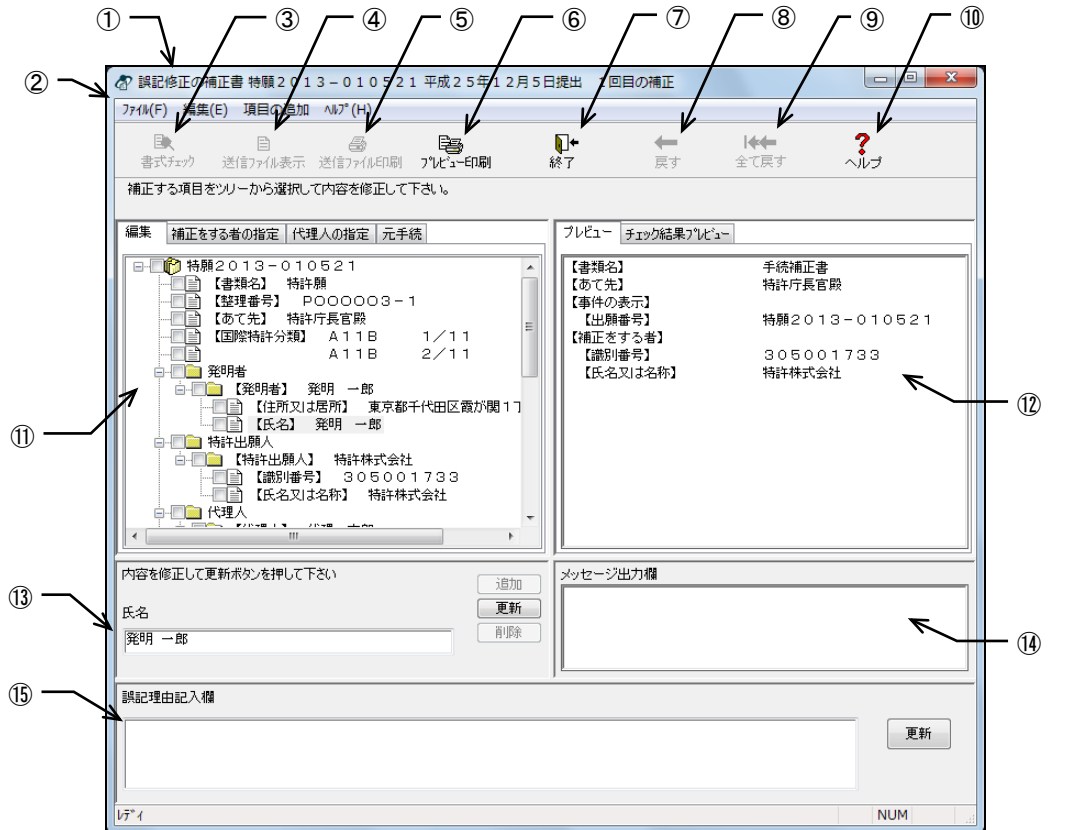 ① ③ ④ ⑤ ⑥ ⑦ ⑧ ⑨ ⑩
②
誤記修正の補正書 特願２０１３－０１０５２１ 平成２５年１２月５日提出　１回目の補正
ﾌｧｲﾙ(F) 編集(E) 項目の追加 ﾍﾙﾌﾟ(H)
書式ﾁｪｯｸ 送信ﾌｧｲﾙ表示 送信ﾌｧｲﾙ印刷 ﾌﾟﾚﾋﾞｭｰ印刷 終了 戻す 全て戻す ヘルプ
補正する項目をツリーから選択して内容を修正して下さい。
編集 補正をする者の指定 代理人の指定 元手続
特願２０１３－０１０５２１
【書類名】　特許願
【整理番号】　Ｐ０００００３－１
【あて先】　特許庁長官殿
【国際特許分類】　Ａ１１Ｂ　　　１／１１
Ａ１１Ｂ　　　２／１１
発明者
【発明者】　発明　一郎
【住所又は居所】　東京都千代田区霞が関１丁
【氏名】　発明　一郎
特許出願人
【特許出願人】　特許株式会社
【識別番号】　３０５００１７３３
【氏名又は名称】　特許株式会社
代理人
⑪
プレビュー ﾁｪｯｸ結果ﾌﾟﾚﾋﾞｭｰ
【書類名】　手続補正書
【あて先】　特許庁長官殿
【事件の表示】
【出願番号】　特願２０１３－０１０５２１
【補正をする者】
【識別番号】　３０５００１７３３
【氏名又は名称】　特許株式会社
⑫
内容を修正して更新ボタンを押して下さい
追加
⑬
氏名
更新
発明　一郎
削除
メッセージ出力欄
⑭
⑮
誤記理由記入欄
更新
ﾚﾃﾞｨ NUM